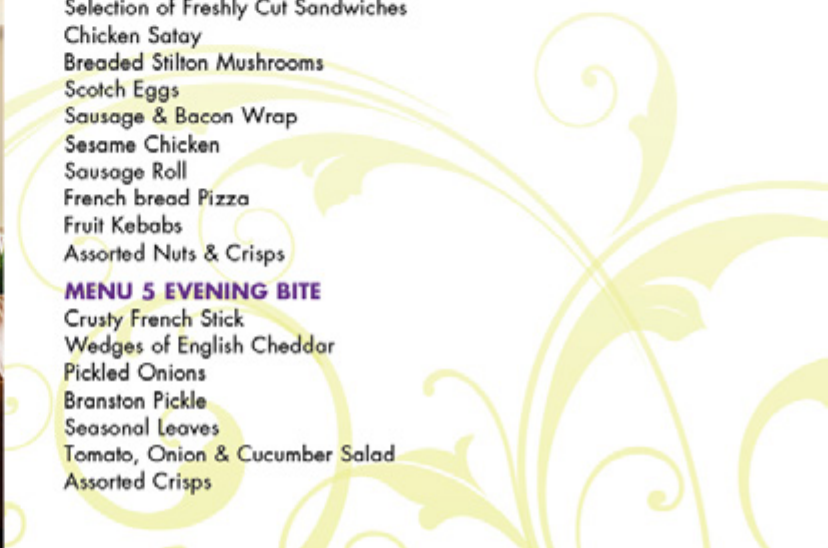 Selection of Freshly Cut Sandwiches
Chicken Satay
Breaded Stilton Mushrooms
Scotch Eggs
Sausage & Bacon Wrap
Sesame Chicken
Sausage Roll
French bread Pizza
Fruit Kebabs
Assorted Nuts & Crisps
MENU 5 EVENING BITE
Crusty French Stick
Wedges of English Cheddar
Pickled Onions
Branston Pickle
Seasonal Leaves
Tomato, Onion & Cucumber Salad
Assorted Crisps